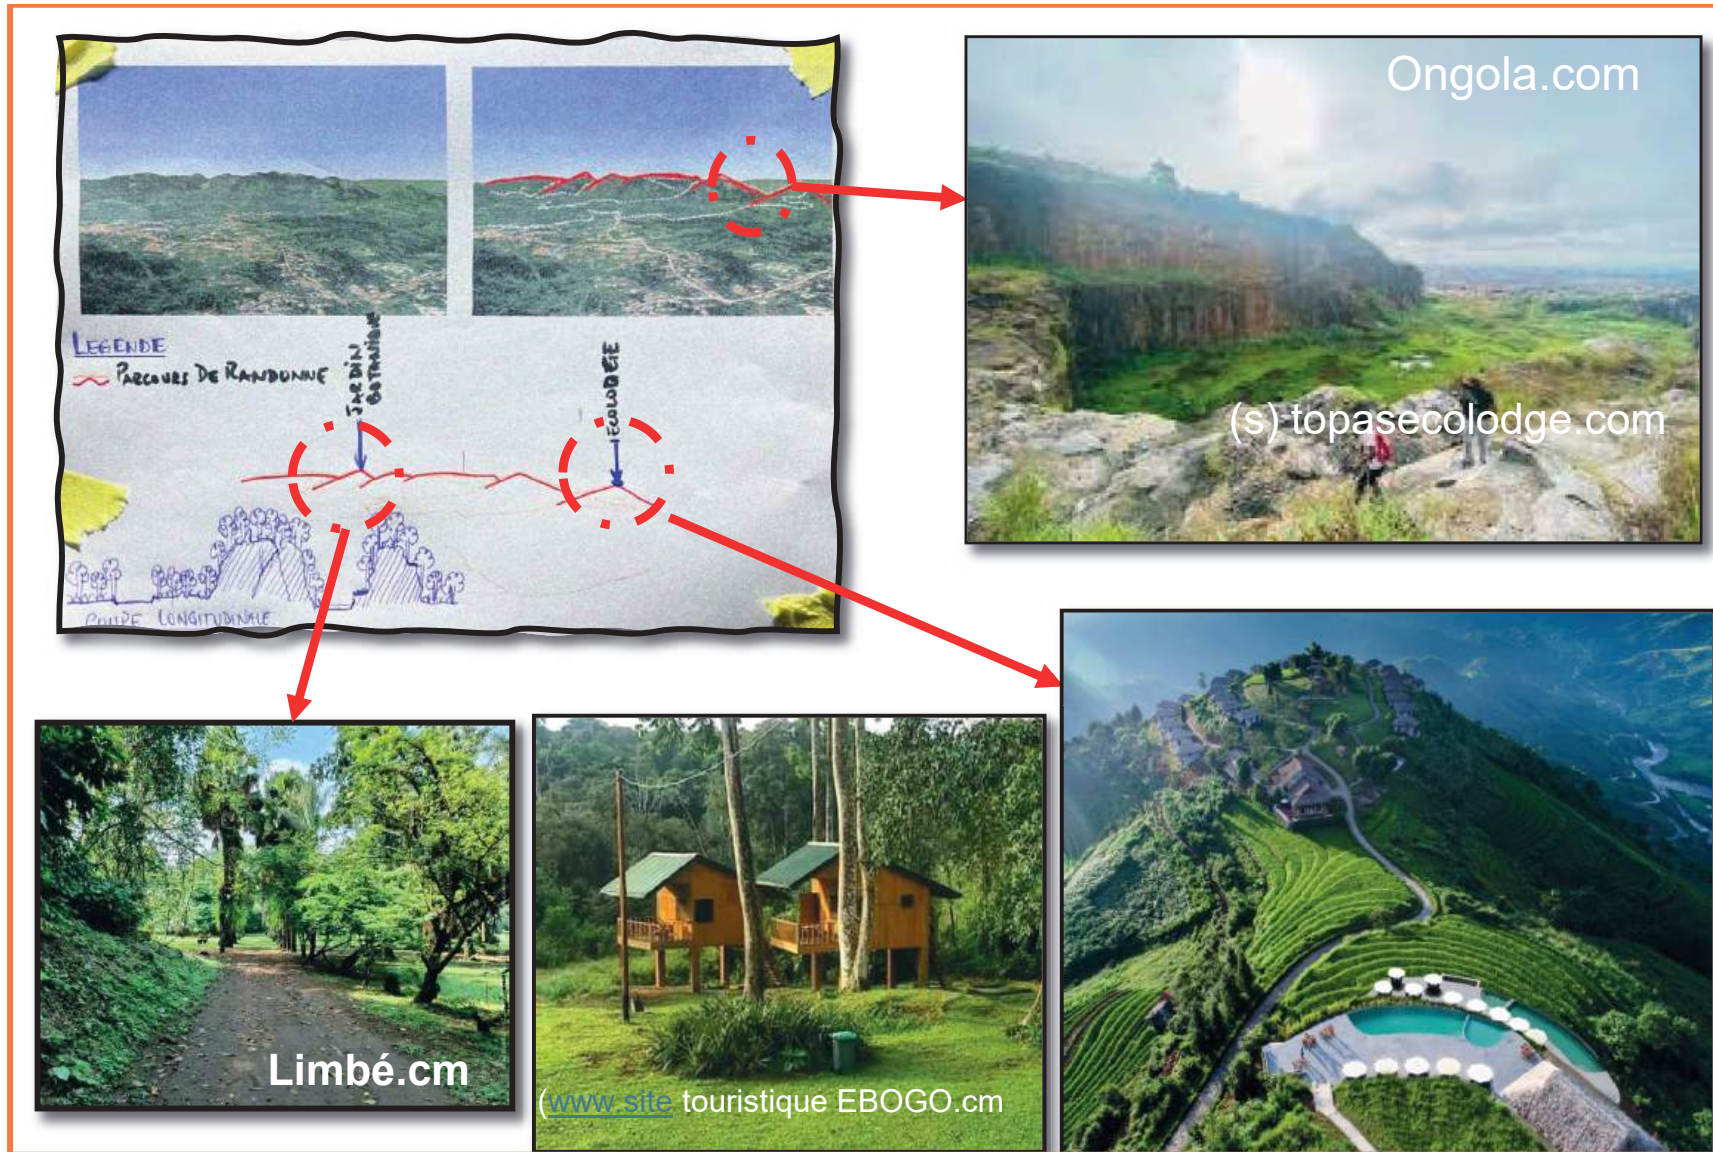 Ongola.com
LEGENDE
PARCOURS DE RANDONNE
JARDIN
BOTANIQUE
ECOLODGE
(s) topasecolodge.com
COUPE LONGITUDINALE
Limbé.cm
(www.site touristique EBOGO.cm